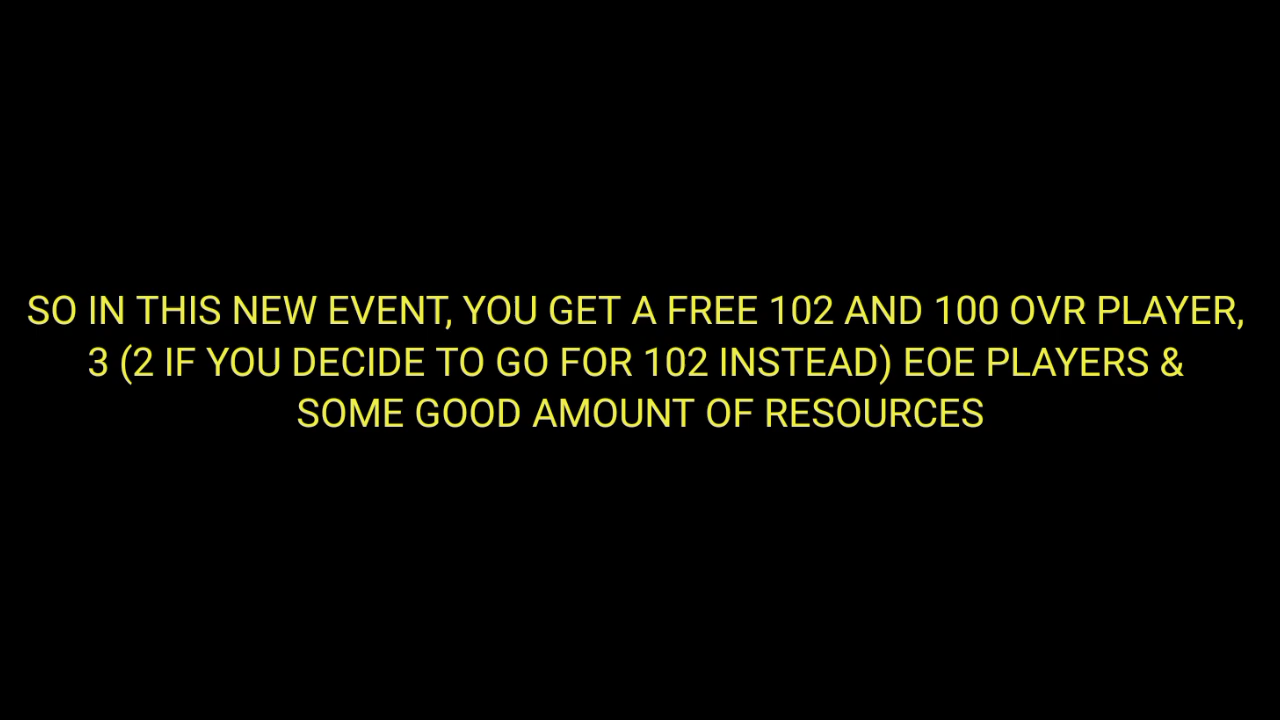 SO IN THIS NEW EVENT, YOU GET A FREE 102 AND 100 OVR PLAYER,
3 (2 IF YOU DECIDE TO GO FOR 102 INSTEAD) EOE PLAYERS &
SOME GOOD AMOUNT OF RESOURCES